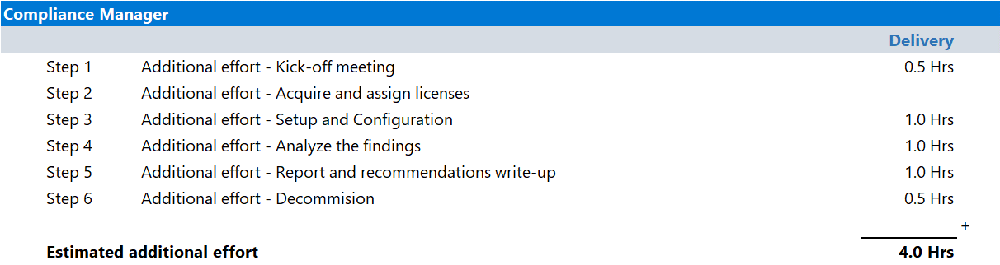 Compliance Manager
Delivery
Step 1 Additional effort - Kick-off meeting 0.5 Hrs
Step 2 Additional effort - Acquire and assign licenses
Step 3 Additional effort - Setup and Configuration 1.0 Hrs
Step 4 Additional effort - Analyze the findings 1.0 Hrs
Step 5 Additional effort - Report and recommendations write-up 1.0 Hrs
Step 6 Additional effort - Decommision 0.5 Hrs
+
Estimated additional effort 4.0 Hrs